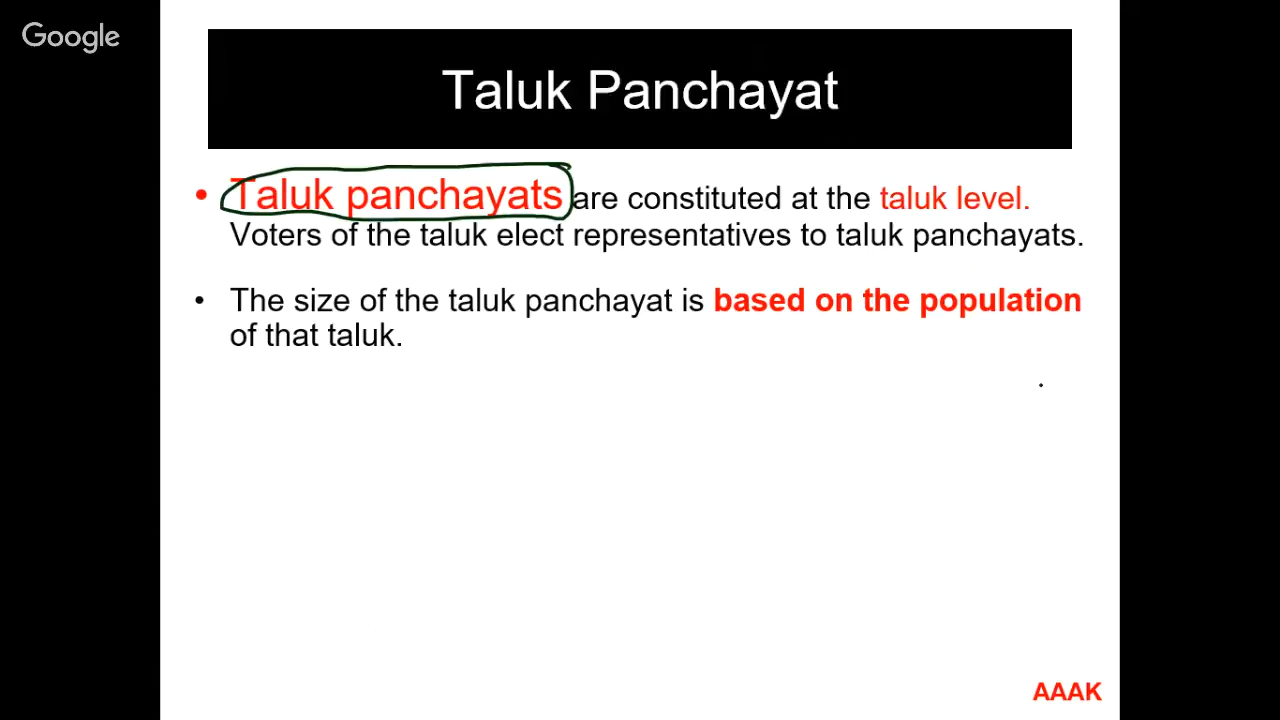 Google
Taluk Panchayat
• Taluk panchayats are constituted at the taluk level.
Voters of the taluk elect representatives to taluk panchayats.
• The size of the taluk panchayat is based on the population
of that taluk.
AAAK